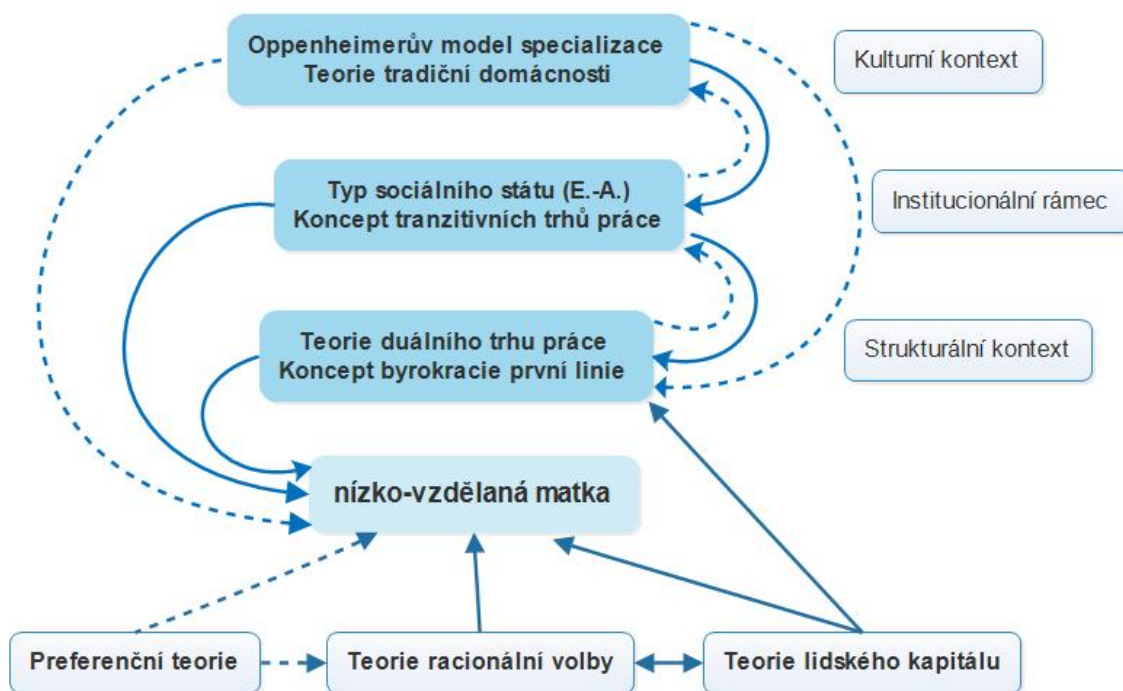 Oppenheimerův model specializace
Teorie tradiční domácnosti
Kulturní kontext
Typ sociálního státu (E.-A.)
Koncept tranzitivních trhů práce
Institucionální rámec
Teorie duálního trhu práce
Koncept byrokracie první linie
Strukturální kontext
nízko-vzdělaná matka
Preferenční teorie
Teorie racionální volby
Teorie lidského kapitálu